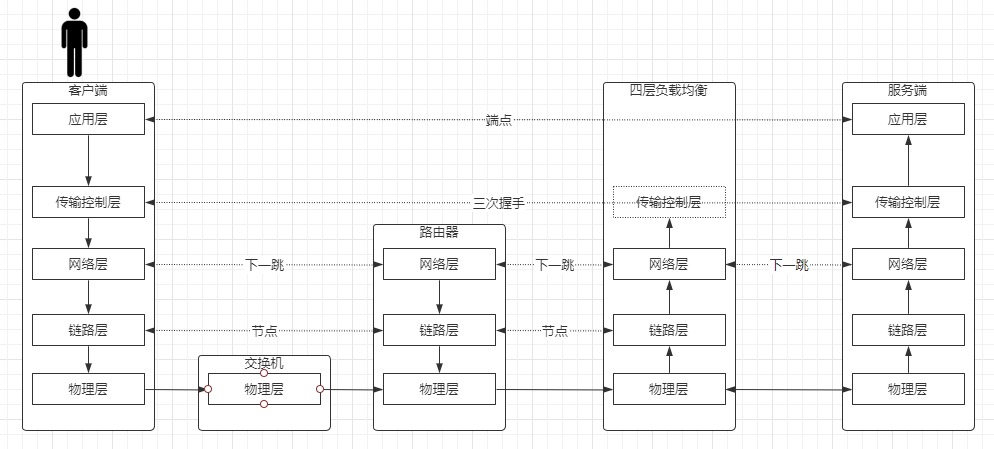 客户端
四层负载均衡
服务端
应用层
端点
应用层
传输控制层
三次握手
传输控制层
传输控制层
路由器
网络层
下一跳
网络层
下一跳
网络层
下一跳
网络层
链路层
节点
链路层
节点
链路层
链路层
交换机
物理层
物理层
物理层
物理层
物理层